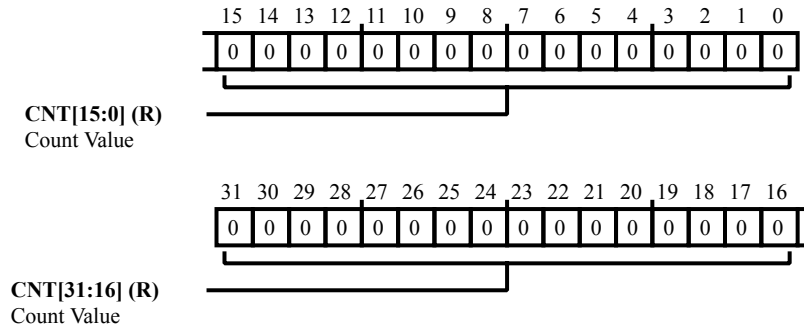 15 14 13 12 11 10 9 8 7 6 5 4 3 2 1 0
0 0 0 0 0 0 0 0 0 0 0 0 0 0 0 0
CNT[15:0] (R)
Count Value
31 30 29 28 27 26 25 24 23 22 21 20 19 18 17 16
0 0 0 0 0 0 0 0 0 0 0 0 0 0 0 0
CNT[31:16] (R)
Count Value